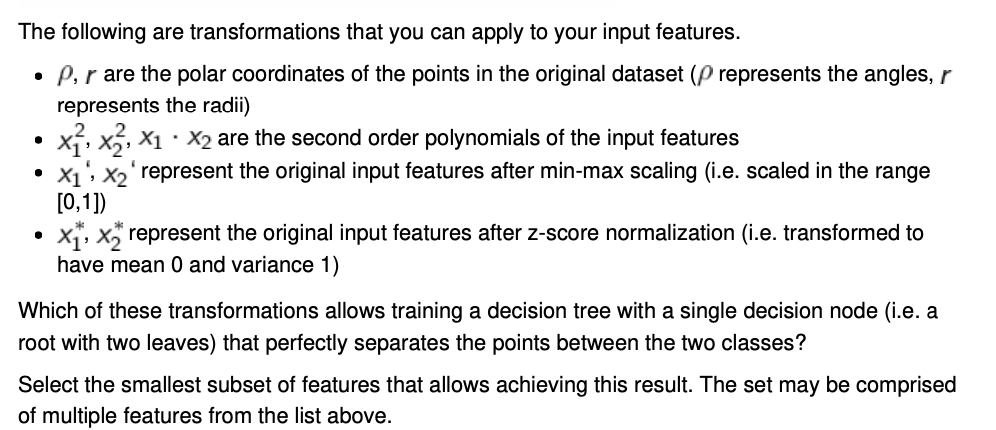 The following are transformations that you can apply to your input features.
• ρ, r are the polar coordinates of the points in the original dataset (ρ represents the angles, r
represents the radii)
• x₁², x₂², x₁ · x₂ are the second order polynomials of the input features
• x₁‘, x₂‘ represent the original input features after min-max scaling (i.e. scaled in the range
[0,1])
• x₁*, x₂* represent the original input features after z-score normalization (i.e. transformed to
have mean 0 and variance 1)
Which of these transformations allows training a decision tree with a single decision node (i.e. a
root with two leaves) that perfectly separates the points between the two classes?
Select the smallest subset of features that allows achieving this result. The set may be comprised
of multiple features from the list above.